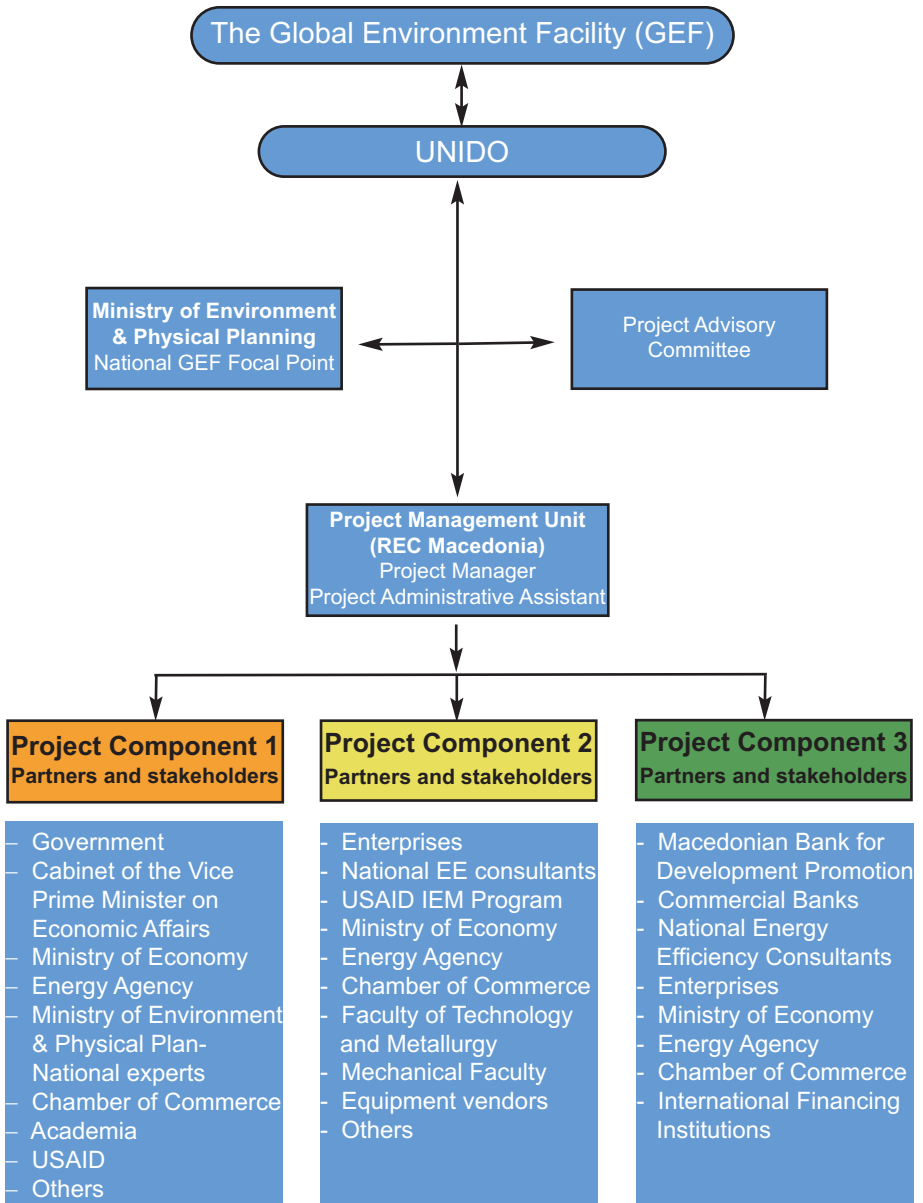 The Global Environment Facility (GEF)
UNIDO
Ministry of Environment
& Physical Planning
National GEF Focal Point
Project Advisory
Committee
Project Management Unit
(REC Macedonia)
Project Manager
Project Administrative Assistant
Project Component 1
Partners and stakeholders
– Government
– Cabinet of the Vice
Prime Minister on
Economic Affairs
– Ministry of Economy
– Energy Agency
– Ministry of Environment
& Physical Plan-
National experts
– Chamber of Commerce
– Academia
– USAID
– Others
Project Component 2
Partners and stakeholders
- Enterprises
- National EE consultants
- USAID IEM Program
- Ministry of Economy
- Energy Agency
- Chamber of Commerce
- Faculty of Technology
and Metallurgy
- Mechanical Faculty
- Equipment vendors
- Others
Project Component 3
Partners and stakeholders
- Macedonian Bank for
Development Promotion
- Commercial Banks
- National Energy
Efficiency Consultants
- Enterprises
- Ministry of Economy
- Energy Agency
- Chamber of Commerce
- International Financing
Institutions